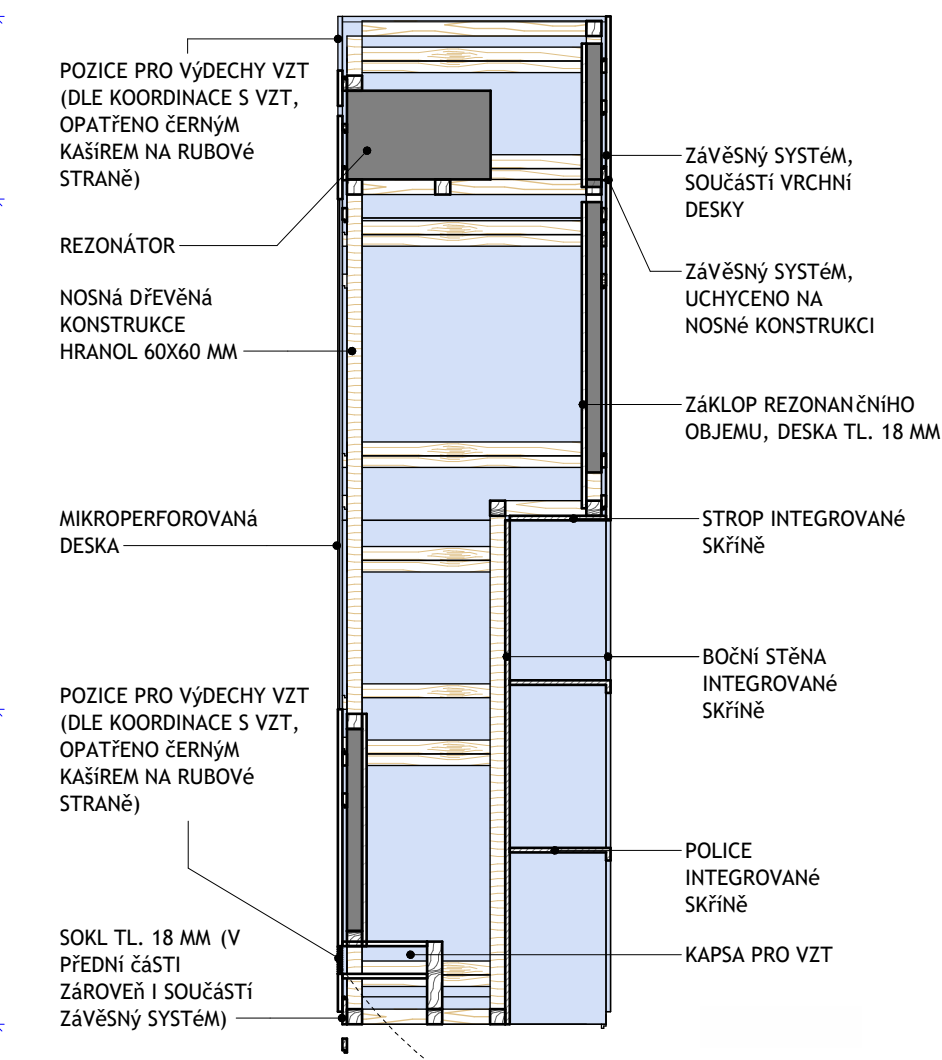 POZICE PRO VýDECHY VZT
(DLE KOORDINACE S VZT,
OPATřENO čERNýM
KAšíREM NA RUBOVé
STRANě)
REZONÁTOR
NOSNá DřEVěNá
KONSTRUKCE
HRANOL 60X60 MM
MIKROPERFOROVANá
DESKA
POZICE PRO VýDECHY VZT
(DLE KOORDINACE S VZT,
OPATřENO čERNýM
KAšíREM NA RUBOVé
STRANě)
SOKL TL. 18 MM (V
PřEDNí čáSTI
ZáROVEň I SOUčáSTí
ZáVěSNý SYSTéM)
ZáVěSNý SYSTéM,
SOUčáSTí VRCHNí
DESKY
ZáVěSNý SYSTéM,
UCHYCENO NA
NOSNé KONSTRUKCI
ZáKLOP REZONANčNíHO
OBJEMU, DESKA TL. 18 MM
STROP INTEGROVANé
SKříNě
BOčNí STěNA
INTEGROVANé
SKříNě
POLICE
INTEGROVANé
SKříNě
KAPSA PRO VZT